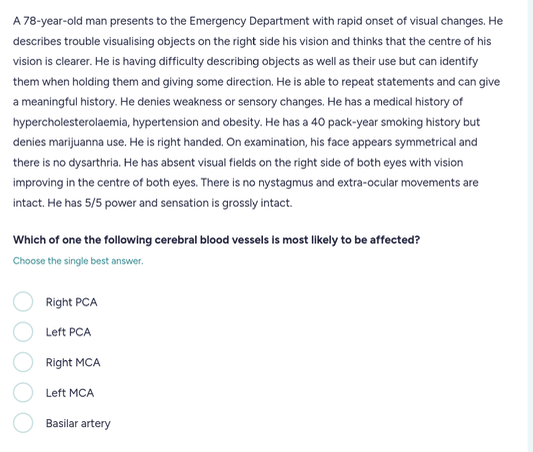 A 78-year-old man presents to the Emergency Department with rapid onset of visual changes. He
describes trouble visualising objects on the right side his vision and thinks that the centre of his
vision is clearer. He is having difficulty describing objects as well as their use but can identify
them when holding them and giving some direction. He is able to repeat statements and can give
a meaningful history. He denies weakness or sensory changes. He has a medical history of
hypercholesterolaemia, hypertension and obesity. He has a 40 pack-year smoking history but
denies marijuanna use. He is right handed. On examination, his face appears symmetrical and
there is no dysarthria. He has absent visual fields on the right side of both eyes with vision
improving in the centre of both eyes. There is no nystagmus and extra-ocular movements are
intact. He has 5/5 power and sensation is grossly intact.
Which of one the following cerebral blood vessels is most likely to be affected?
Choose the single best answer.
Right PCA
Left PCA
Right MCA
Left MCA
Basilar artery